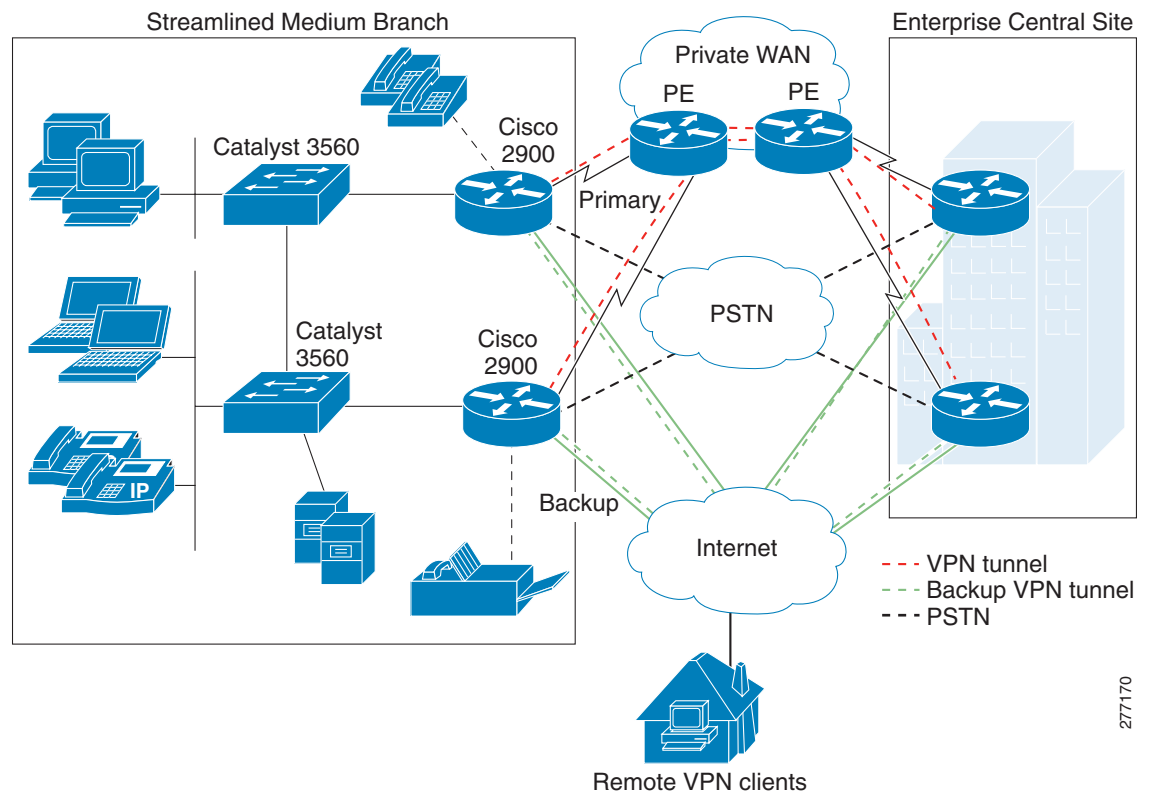 Streamlined Medium Branch
Enterprise Central Site
Private WAN
PE
PE
Cisco
2900
Catalyst 3560
Primary
PSTN
Catalyst
3560
Cisco
2900
IP
Backup
Internet
VPN tunnel
Backup VPN tunnel
PSTN
277170
Remote VPN clients